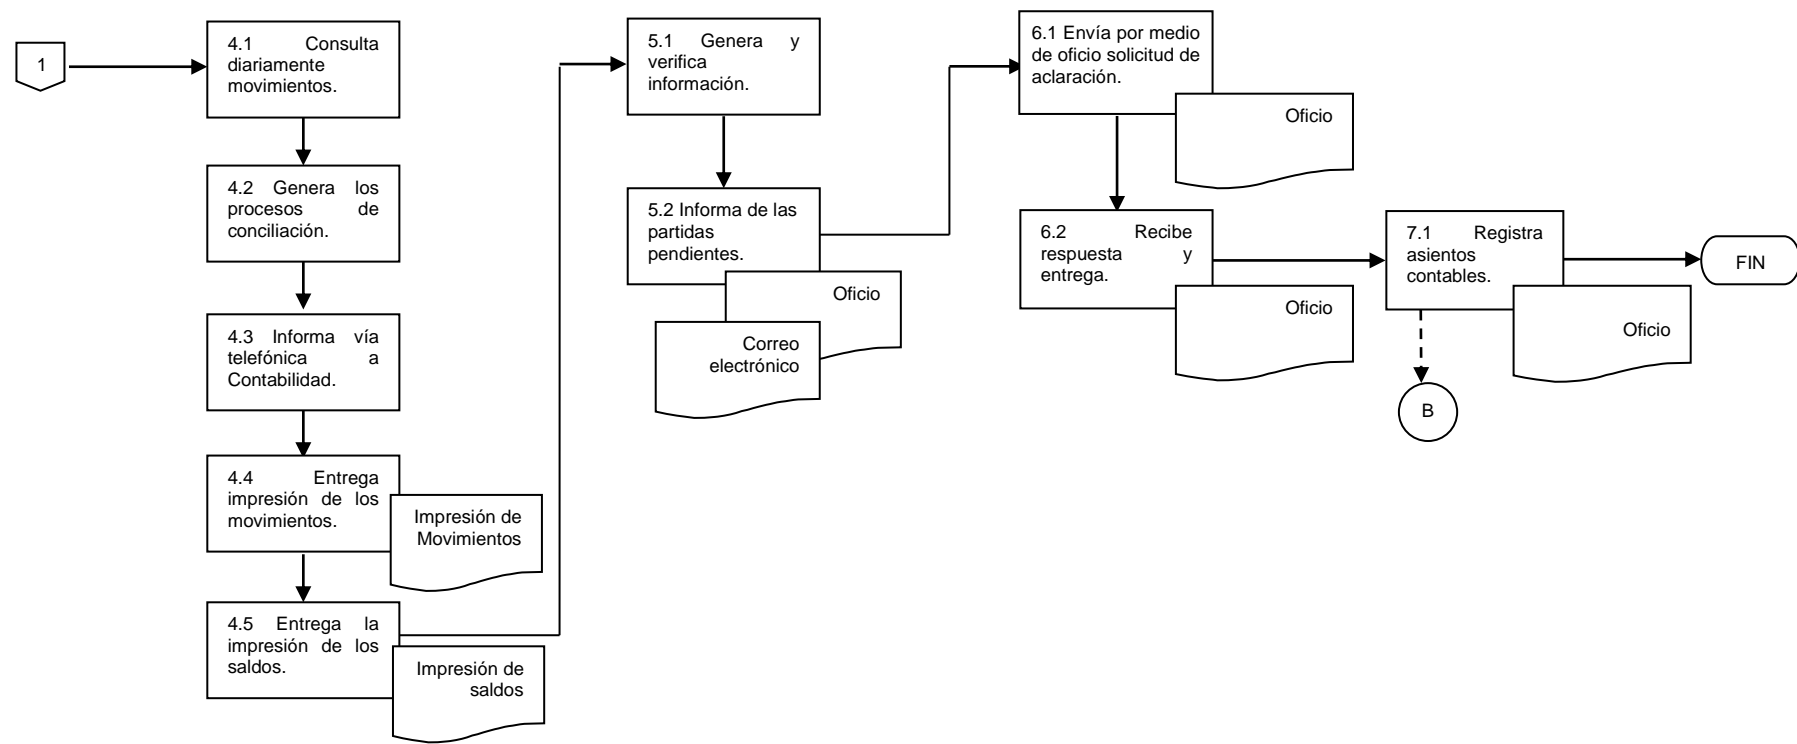 1
4.1 Consulta
diariamente
movimientos.
4.2 Genera los
procesos de
conciliación.
4.3 Informa vía
telefónica a
Contabilidad.
4.4 Entrega
impresión de los
movimientos.
Impresión de
Movimientos
4.5 Entrega la
impresión de los
saldos.
Impresión de
saldos
5.1 Genera y
verifica
información.
5.2 Informa de las
partidas
pendientes.
Oficio
Correo
electrónico
6.1 Envía por medio
de oficio solicitud de
aclaración.
Oficio
6.2 Recibe
respuesta y
entrega.
Oficio
7.1 Registra
asientos
contables.
Oficio
B
FIN